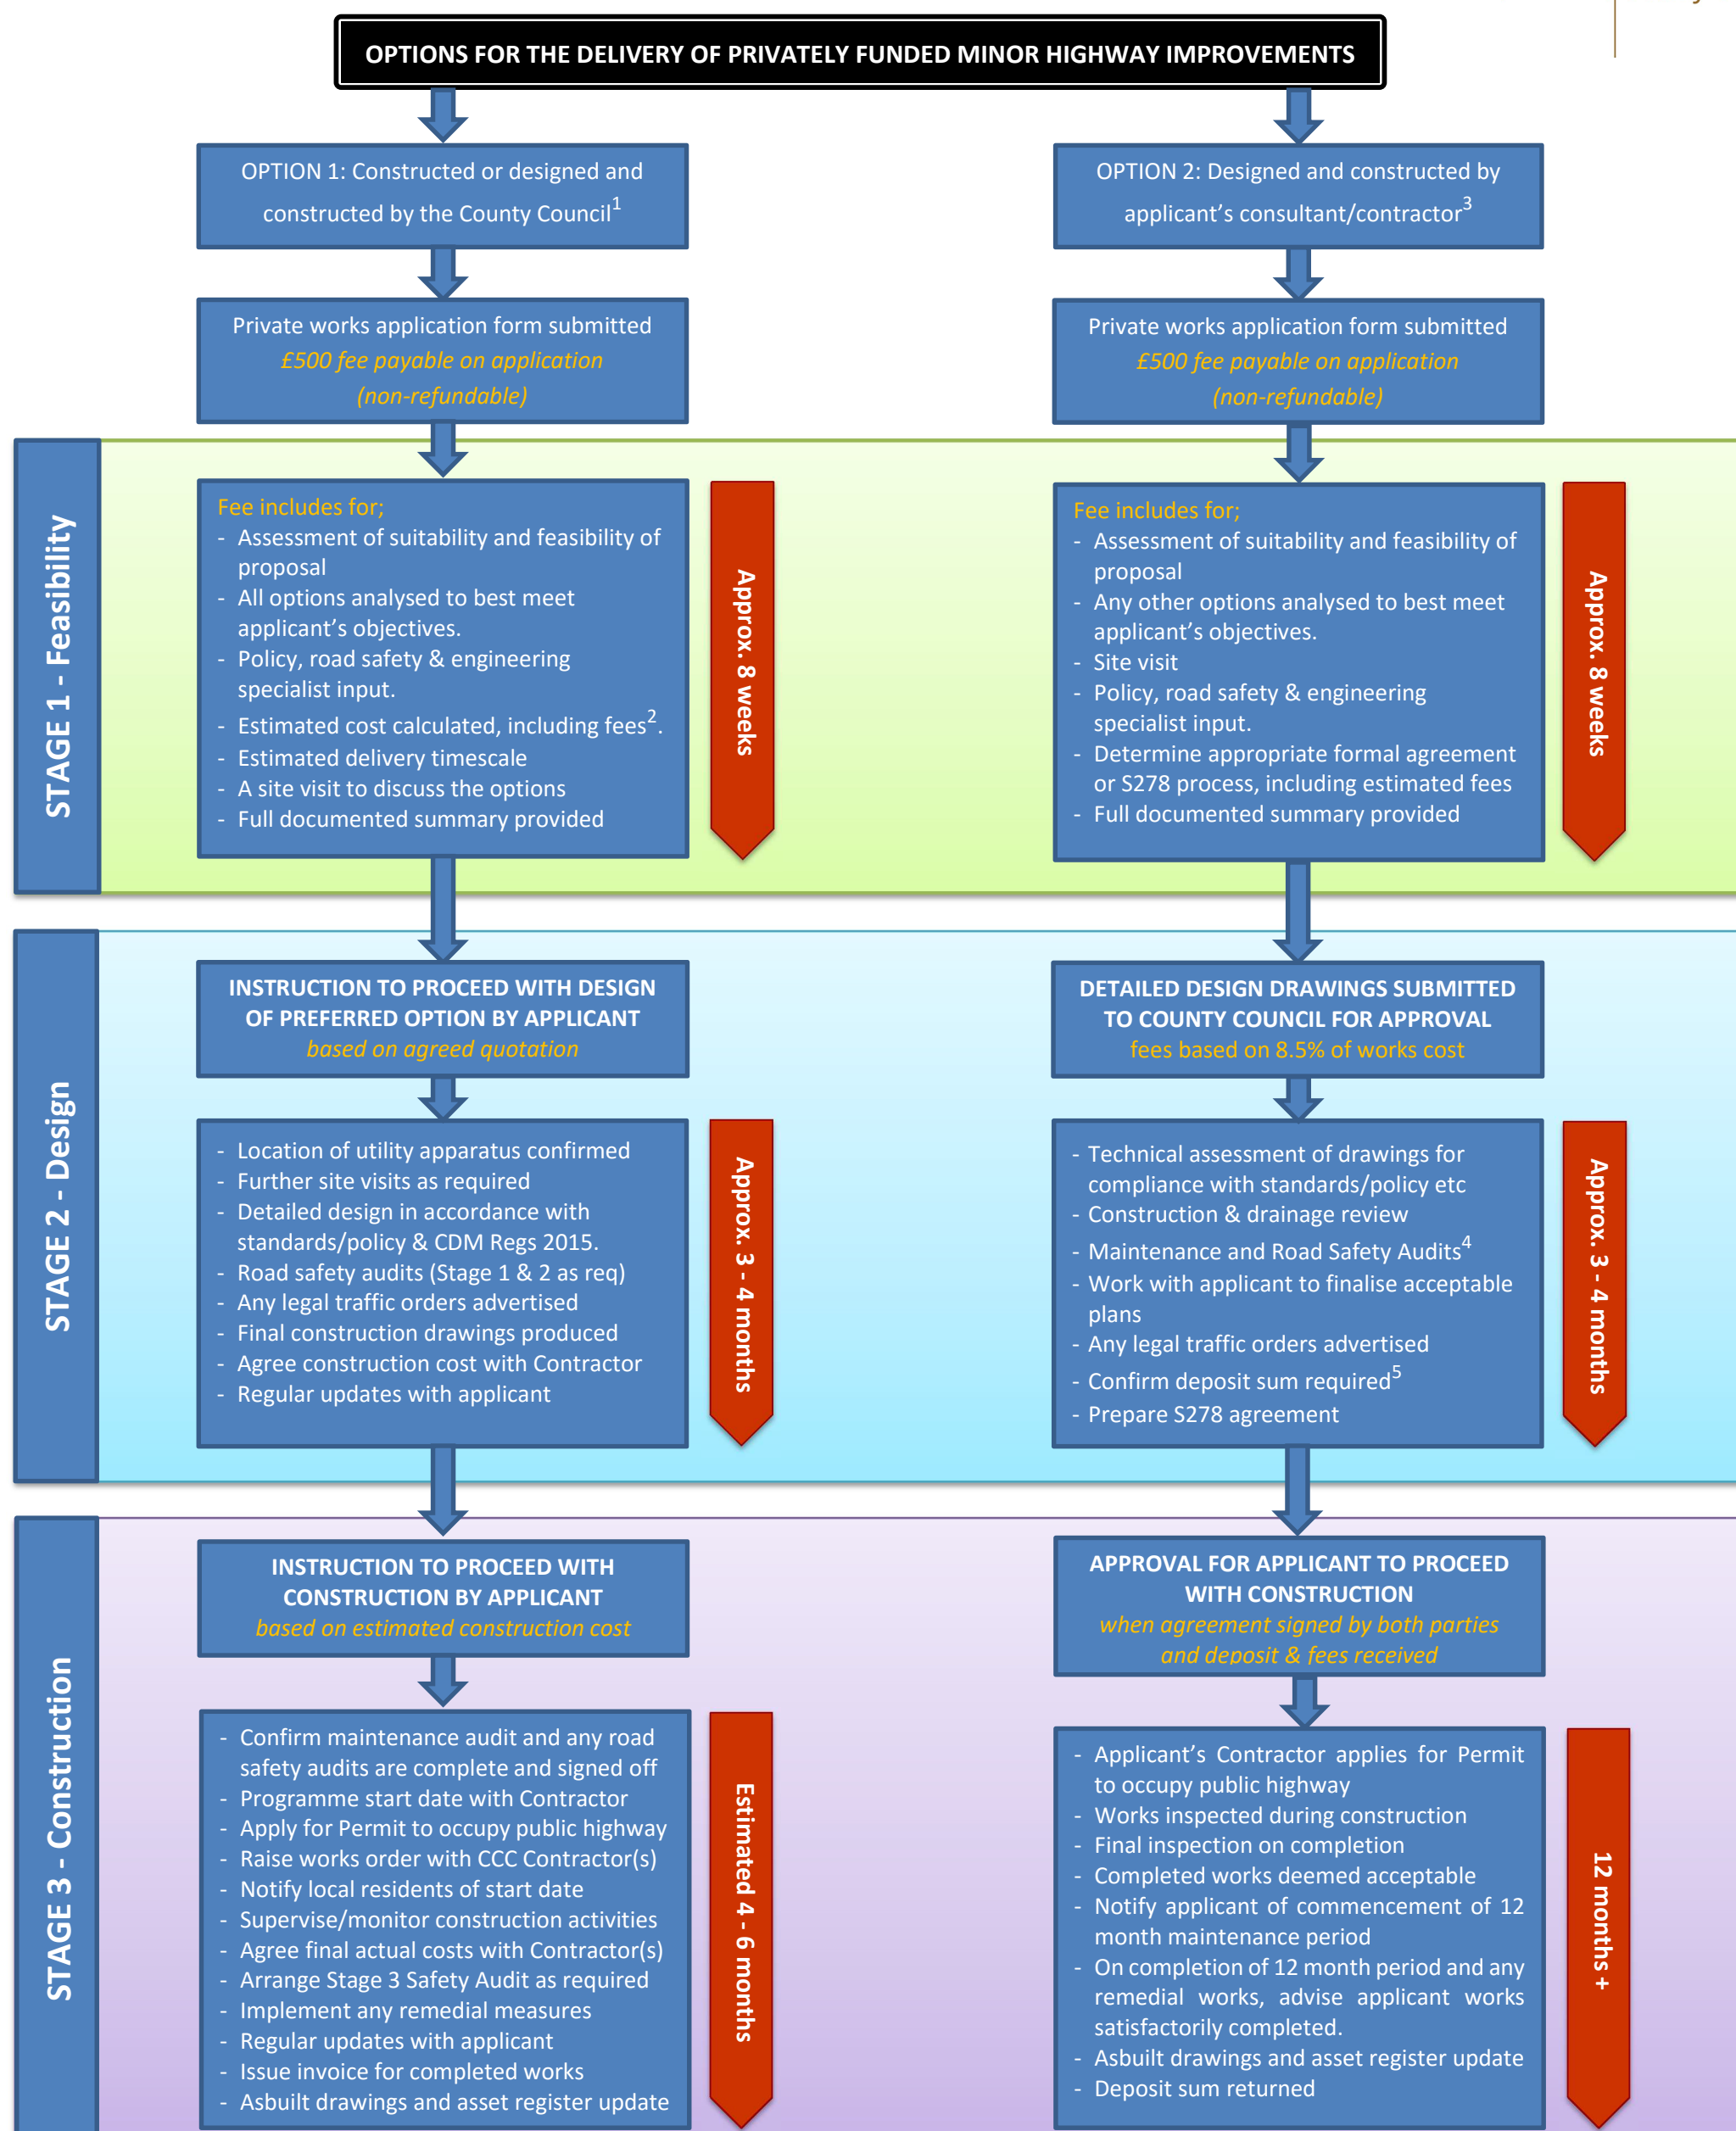 OPTIONS FOR THE DELIVERY OF PRIVATELY FUNDED MINOR HIGHWAY IMPROVEMENTS
OPTION 1: Constructed or designed and
constructed by the County Council1
OPTION 2: Designed and constructed by
applicant’s consultant/contractor3
Private works application form submitted
£500 fee payable on application
(non-refundable)
Private works application form submitted
£500 fee payable on application
(non-refundable)
STAGE 1 - Feasibility
Fee includes for;
- Assessment of suitability and feasibility of
proposal
- All options analysed to best meet
applicant’s objectives.
- Policy, road safety & engineering
specialist input.
- Estimated cost calculated, including fees2.
- Estimated delivery timescale
- A site visit to discuss the options
- Full documented summary provided
Approx. 8 weeks
Fee includes for;
- Assessment of suitability and feasibility of
proposal
- Any other options analysed to best meet
applicant’s objectives.
- Site visit
- Policy, road safety & engineering
specialist input.
- Determine appropriate formal agreement
or S278 process, including estimated fees
- Full documented summary provided
Approx. 8 weeks
STAGE 2 - Design
INSTRUCTION TO PROCEED WITH DESIGN
OF PREFERRED OPTION BY APPLICANT
based on agreed quotation
DETAILED DESIGN DRAWINGS SUBMITTED
TO COUNTY COUNCIL FOR APPROVAL
fees based on 8.5% of works cost
- Location of utility apparatus confirmed
- Further site visits as required
- Detailed design in accordance with
standards/policy & CDM Regs 2015.
- Road safety audits (Stage 1 & 2 as req)
- Any legal traffic orders advertised
- Final construction drawings produced
- Agree construction cost with Contractor
- Regular updates with applicant
Approx. 3 - 4 months
- Technical assessment of drawings for
compliance with standards/policy etc
- Construction & drainage review
- Maintenance and Road Safety Audits4
- Work with applicant to finalise acceptable
plans
- Any legal traffic orders advertised
- Confirm deposit sum required5
- Prepare S278 agreement
Approx. 3 - 4 months
STAGE 3 - Construction
INSTRUCTION TO PROCEED WITH
CONSTRUCTION BY APPLICANT
based on estimated construction cost
APPROVAL FOR APPLICANT TO PROCEED
WITH CONSTRUCTION
when agreement signed by both parties
and deposit & fees received
- Confirm maintenance audit and any road
safety audits are complete and signed off
- Programme start date with Contractor
- Apply for Permit to occupy public highway
- Raise works order with CCC Contractor(s)
- Notify local residents of start date
- Supervise/monitor construction activities
- Agree final actual costs with Contractor(s)
- Arrange Stage 3 Safety Audit as required
- Implement any remedial measures
- Regular updates with applicant
- Issue invoice for completed works
- Asbuilt drawings and asset register update
Estimated 4 - 6 months
- Applicant’s Contractor applies for Permit
to occupy public highway
- Works inspected during construction
- Final inspection on completion
- Completed works deemed acceptable
- Notify applicant of commencement of 12
month maintenance period
- On completion of 12 month period and any
remedial works, advise applicant works
satisfactorily completed.
- Asbuilt drawings and asset register update
- Deposit sum returned
12 months +